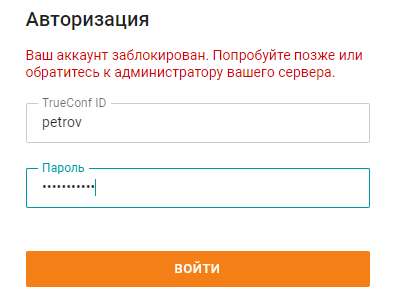 Авторизация
Ваш аккаунт заблокирован. Попробуйте позже или
обратитесь к администратору вашего сервера.
TrueConf ID
petrov
Пароль
•••••••••••
ВОЙТИ